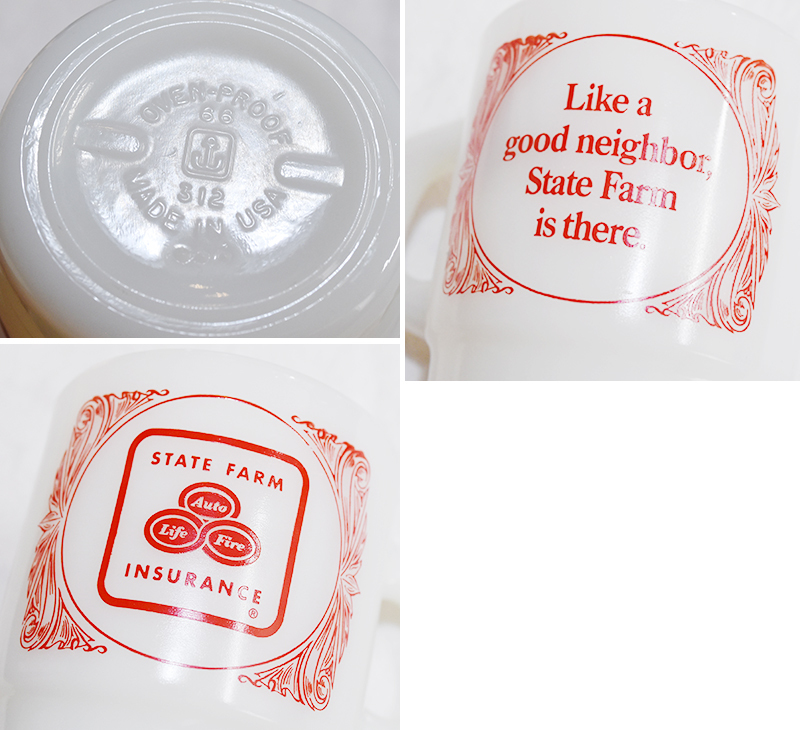 OVEN-PROOF
66
312
MADE IN USA
Like a
good neighbor,
State Farm
is there.
STATE FARM
Auto
Life Fire
INSURANCE
®